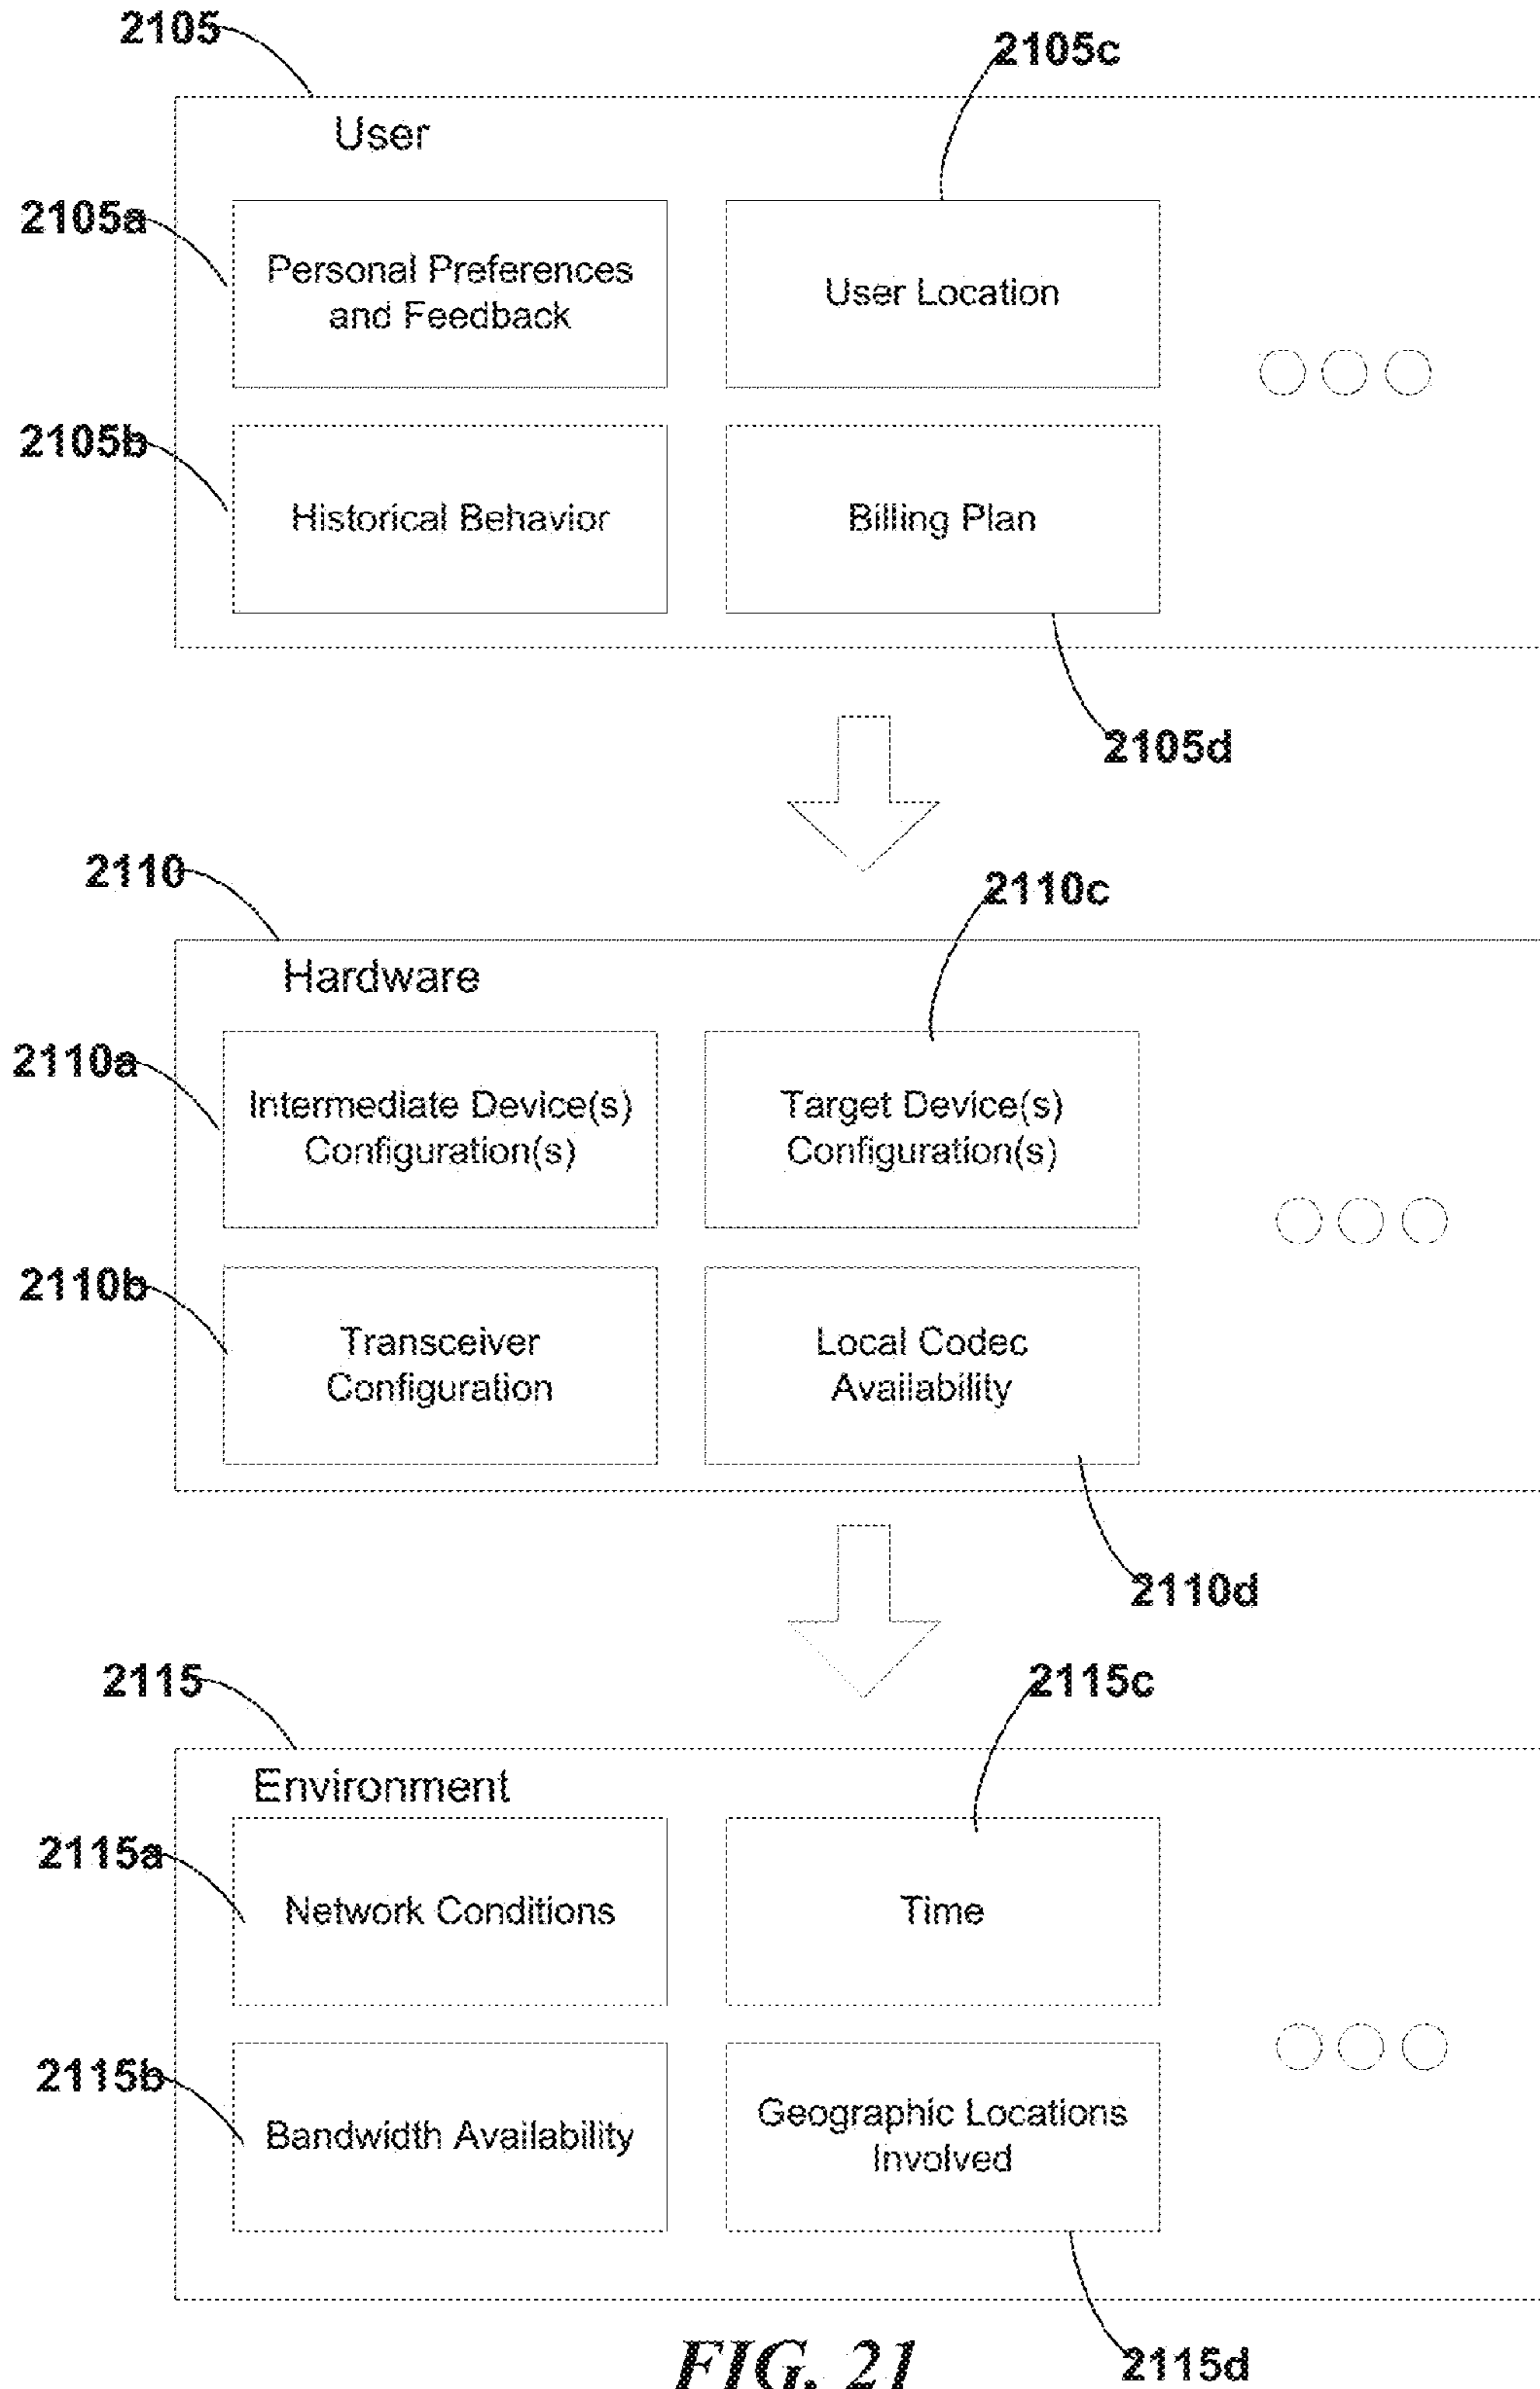 2105
2105c
User
2105a
Personal Preferences
and Feedback
User Location
2105b
Historical Behavior
Billing Plan
2105d
2110
2110c
Hardware
2110a
Intermediate Device(s)
Configuration(s)
Target Device(s)
Configuration(s)
2110b
Transceiver
Configuration
Local Codec
Availability
2110d
2115
2115c
Environment
2115a
Network Conditions
Time
2115b
Bandwidth Availability
Geographic Locations
Involved
2115d
FIG. 21